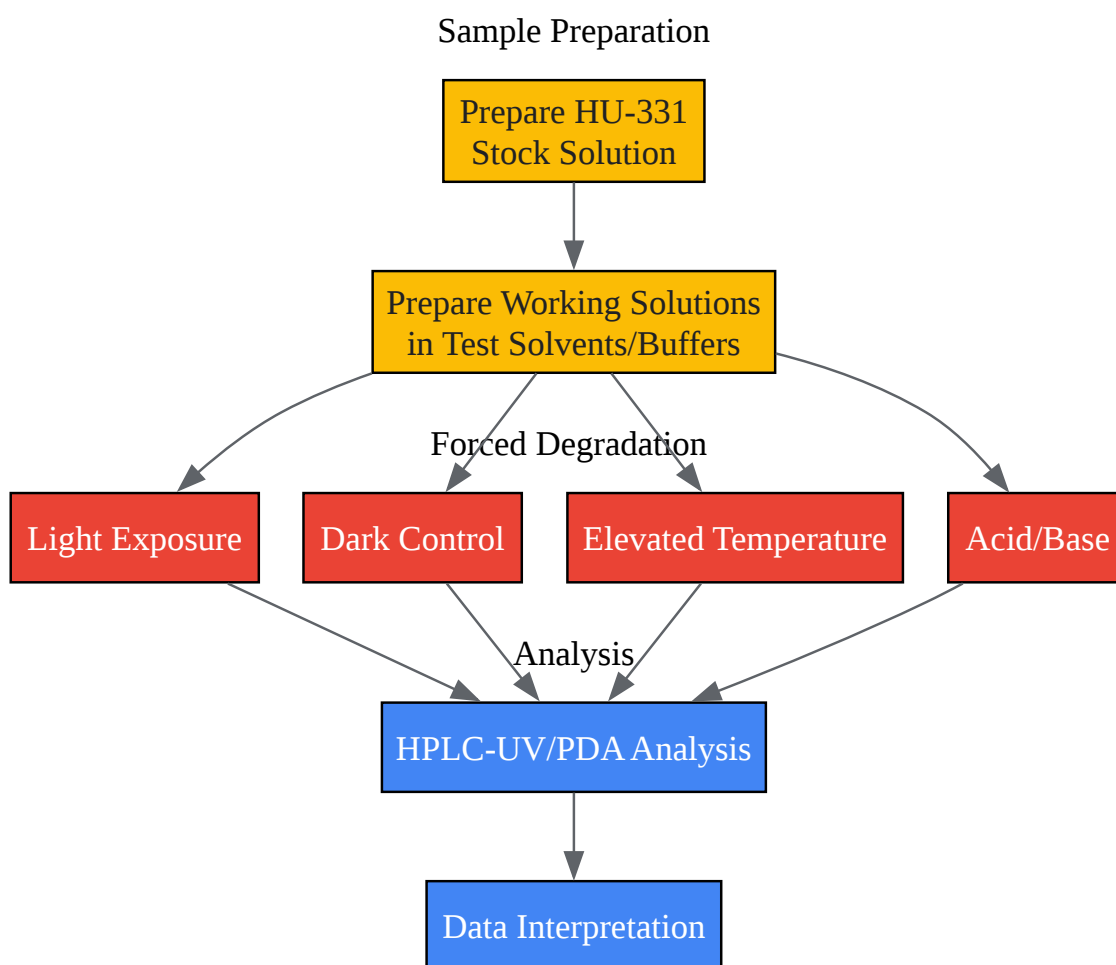 Sample Preparation
Prepare HU-331
Stock Solution
Prepare Working Solutions
in Test Solvents/Buffers
Forced Degradation
Light Exposure
Dark Control
Elevated Temperature
Acid/Base
Analysis
HPLC-UV/PDA Analysis
Data Interpretation